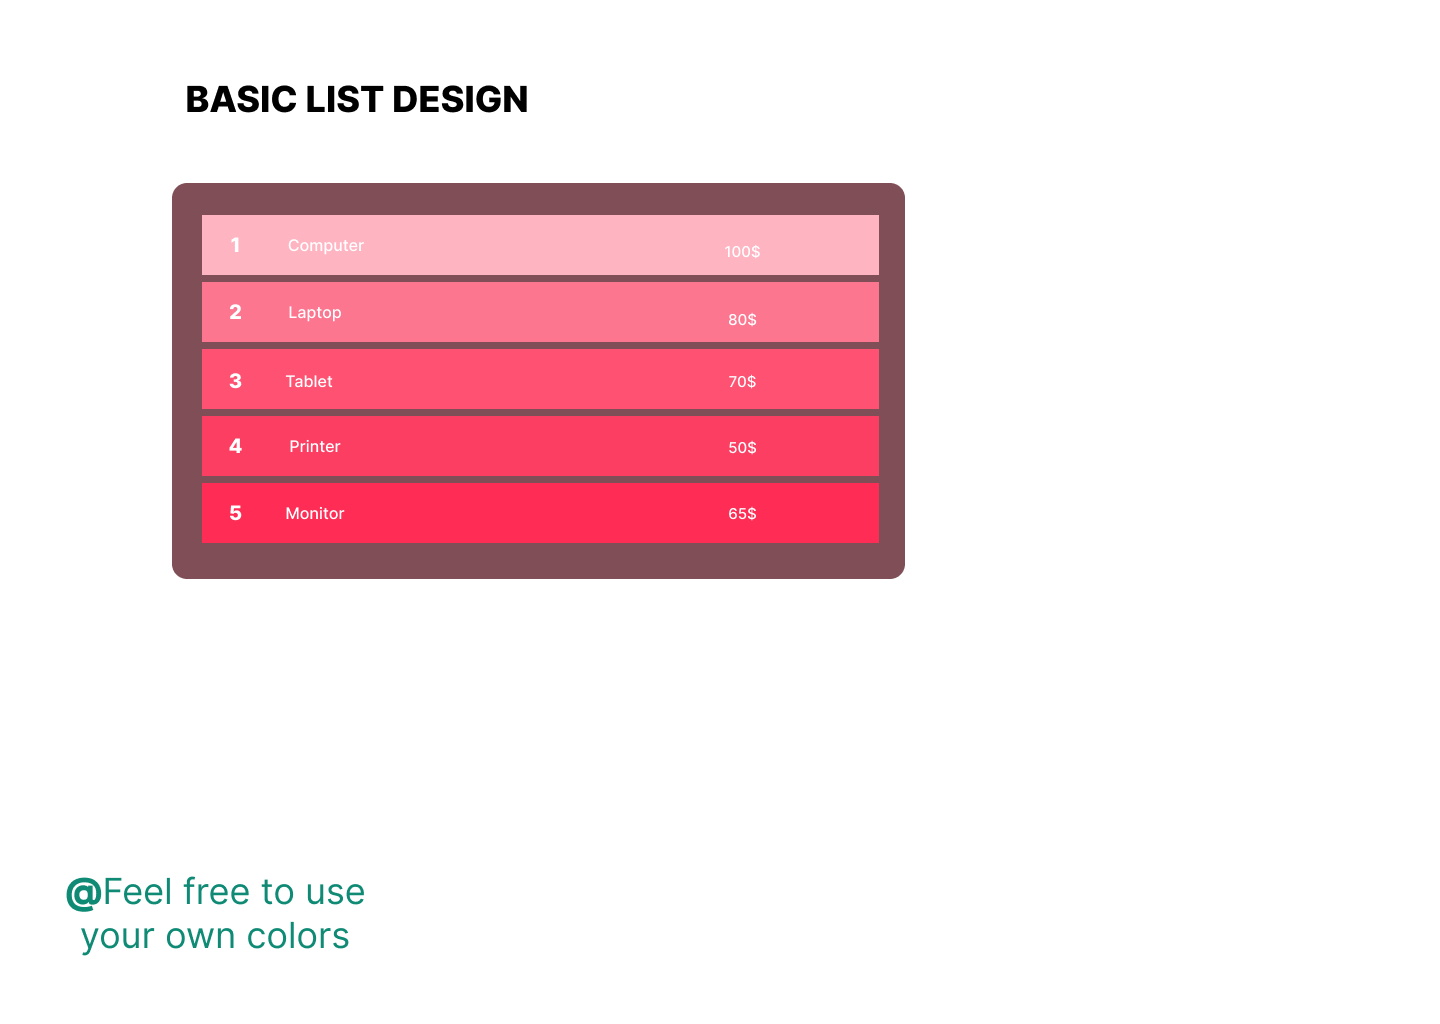 BASIC LIST DESIGN
1 Computer 100$
2 Laptop 80$
3 Tablet 70$
4 Printer 50$
5 Monitor 65$
@Feel free to use
your own colors